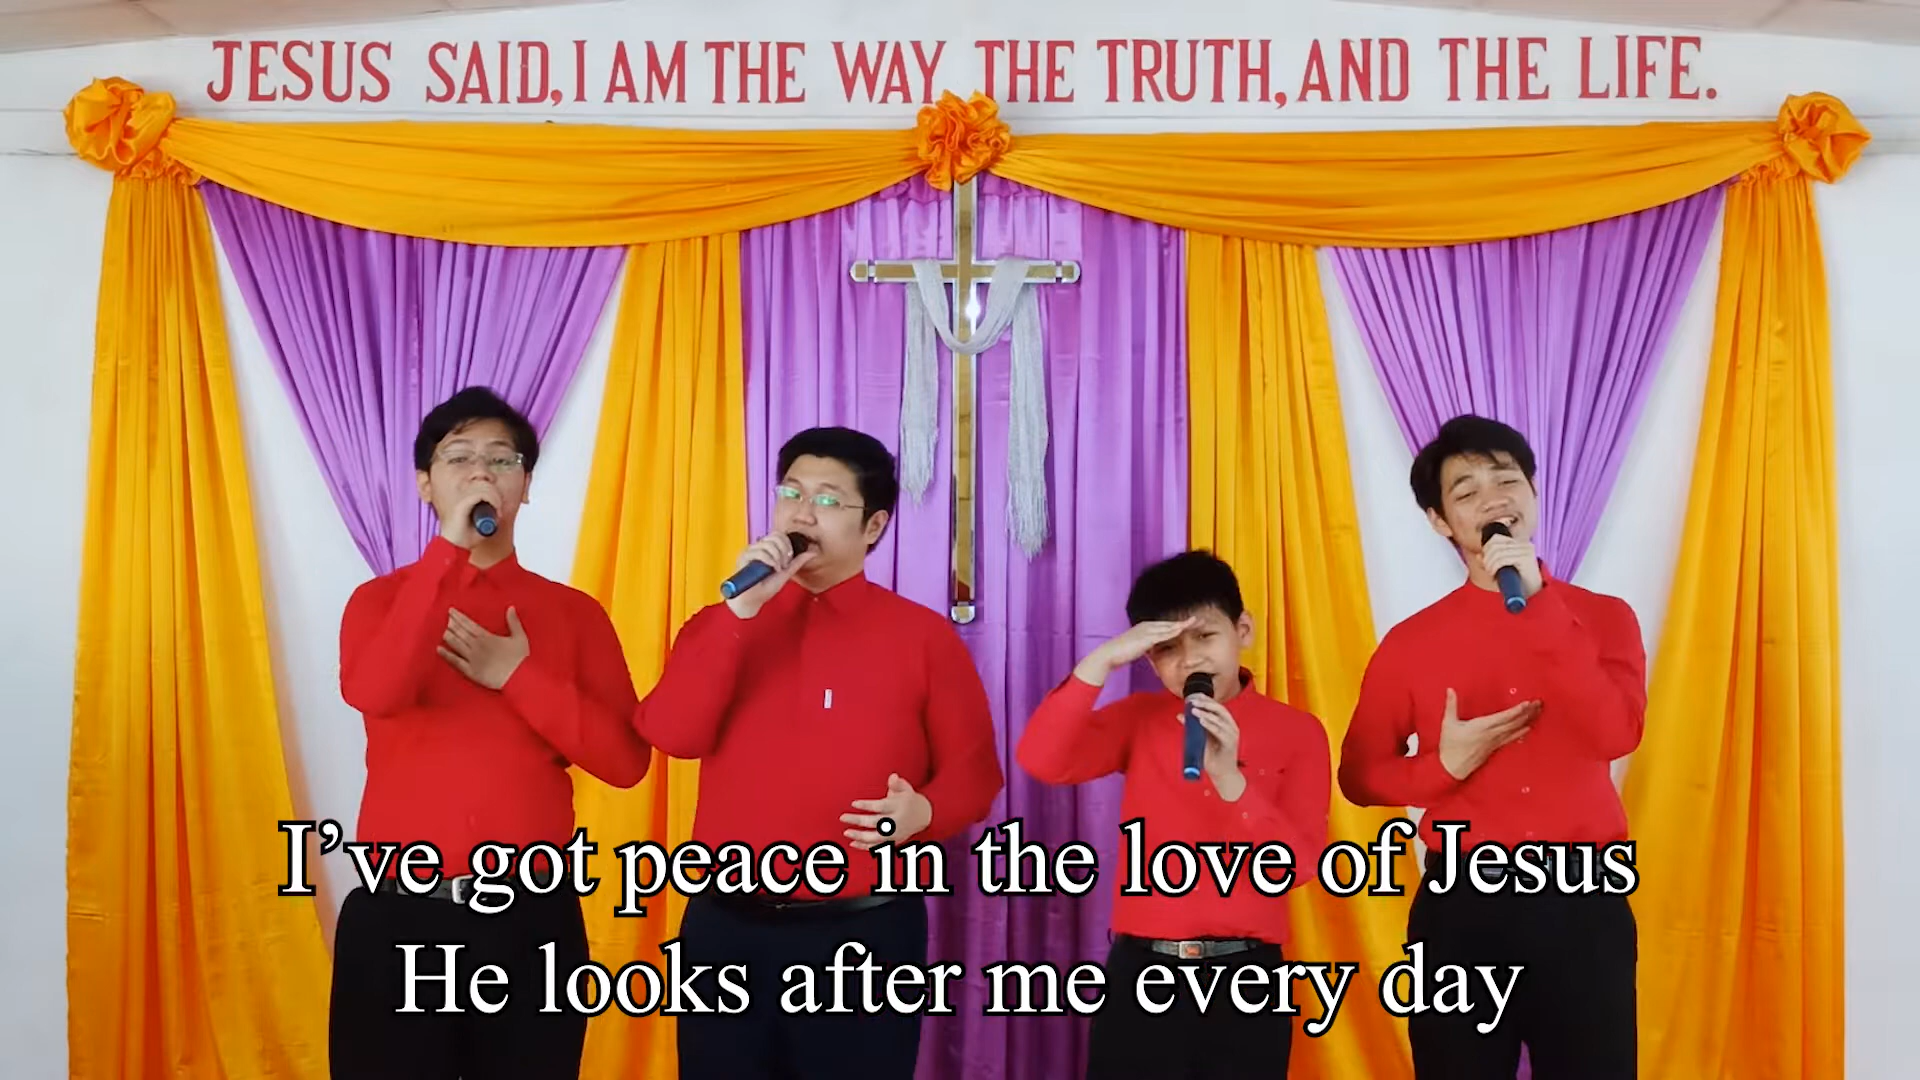 JESUS SAID, I AM THE WAY THE TRUTH, AND THE LIFE.
I’ve got peace in the love of Jesus
He looks after me every day